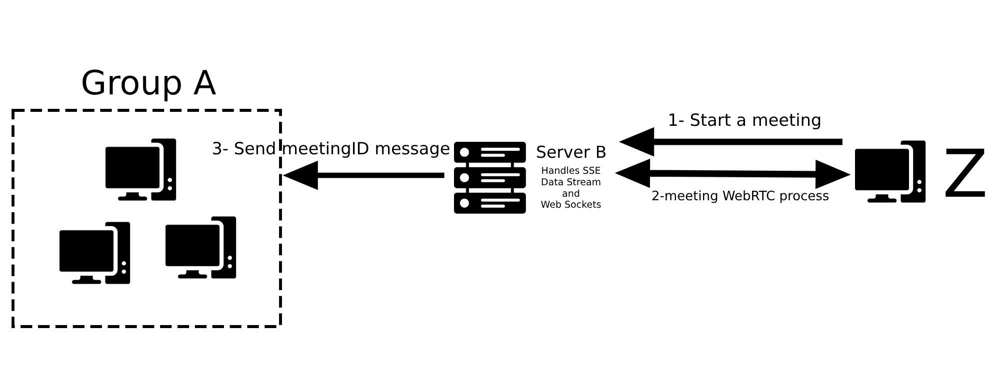 Group A
3- Send meetingID message
Server B
Handles SSE
Data Stream
and
Web Sockets
1- Start a meeting
2-meeting WebRTC process
Z